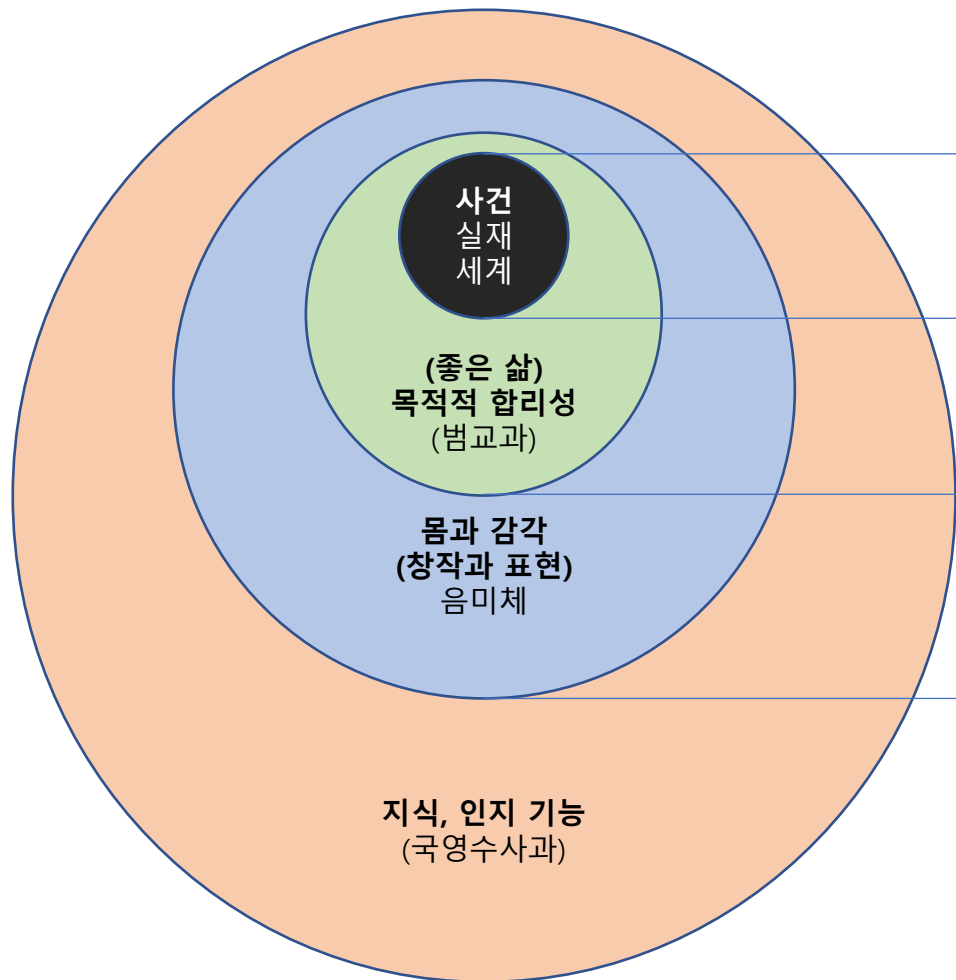 사건
실재
세계
(좋은 삶)
목적적 합리성
(범교과)
몸과 감각
(창작과 표현)
음미체
지식, 인지 기능
(국영수사과)